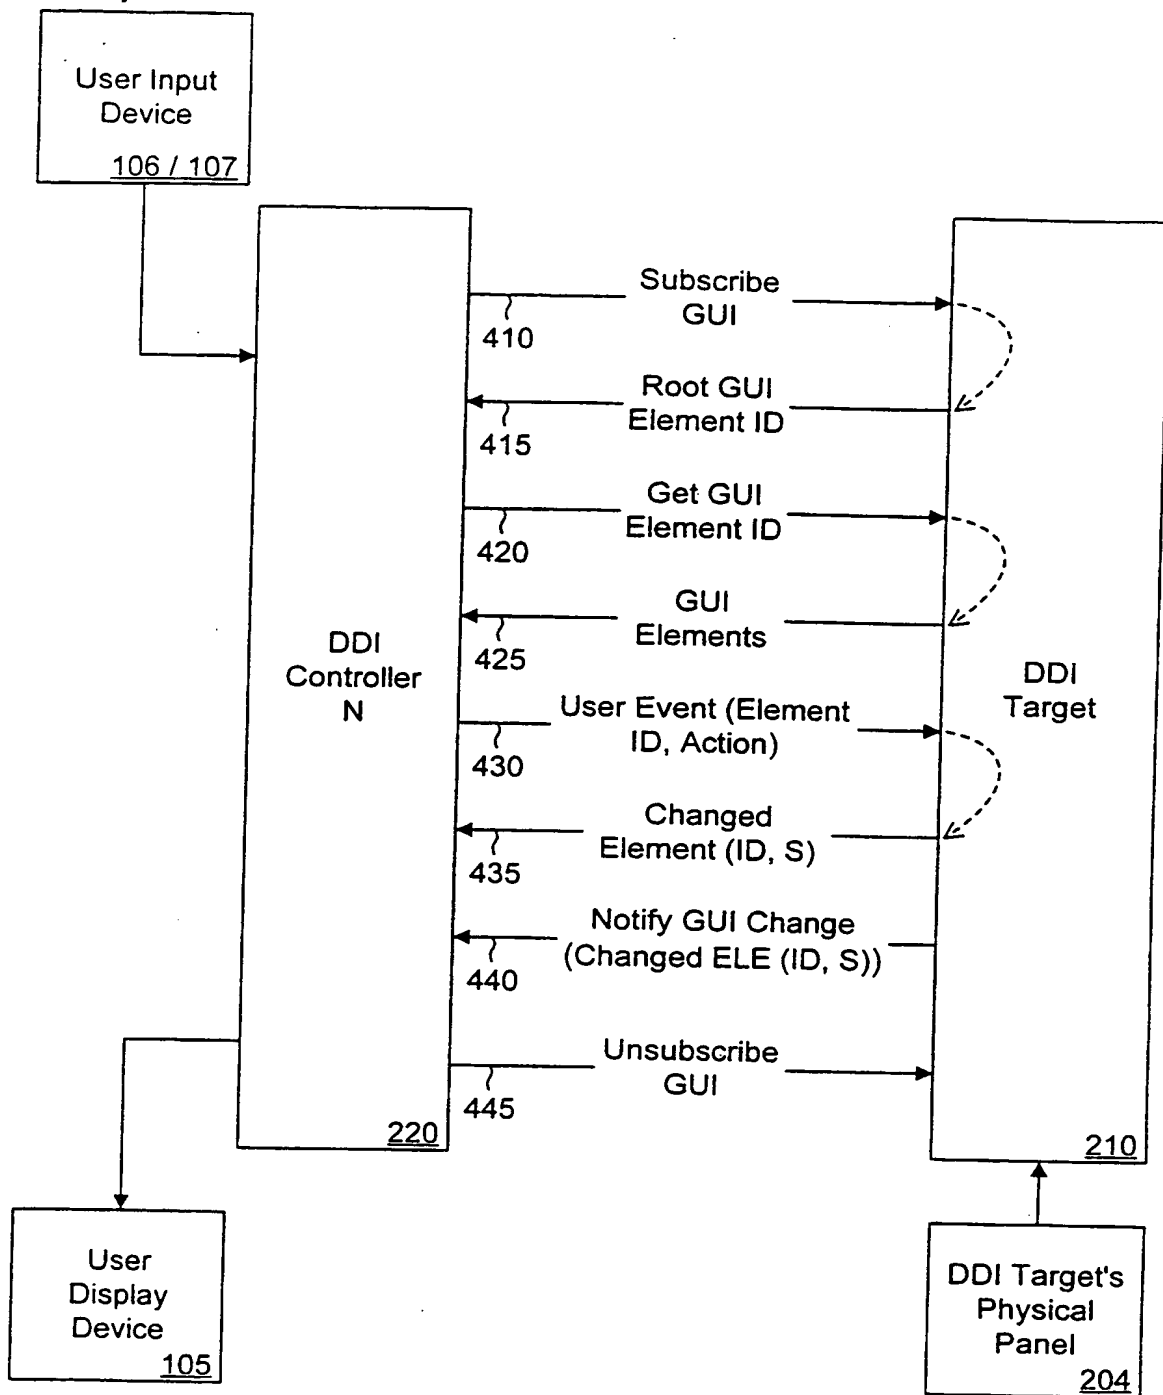 User Input
Device
106 / 107
Subscribe
GUI
410
Root GUI
Element ID
415
Get GUI
Element ID
420
GUI
Elements
425
DDI
Controller
N
DDI
Target
User Event (Element
ID, Action)
430
Changed
Element (ID, S)
435
Notify GUI Change
(Changed ELE (ID, S))
440
Unsubscribe
GUI
445
220
210
User
Display
Device
105
DDI Target's
Physical
Panel
204